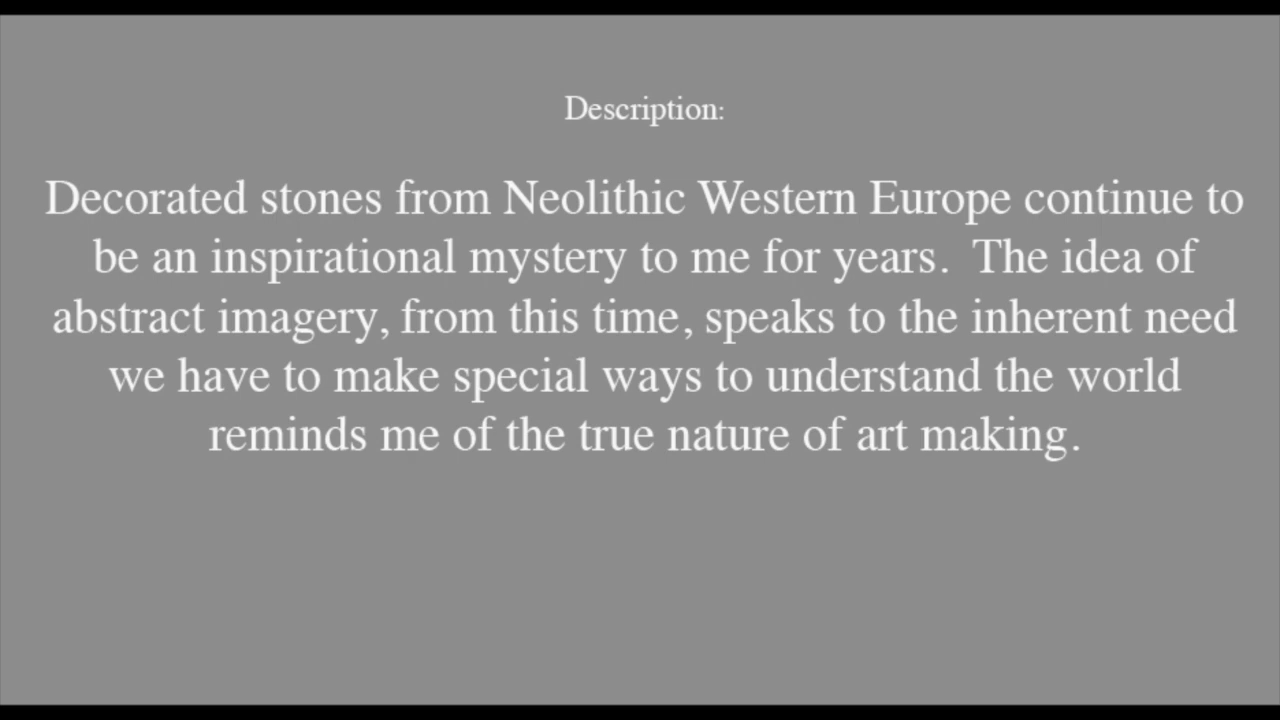 Description:
Decorated stones from Neolithic Western Europe continue to
be an inspirational mystery to me for years.  The idea of
abstract imagery, from this time, speaks to the inherent need
we have to make special ways to understand the world
reminds me of the true nature of art making.